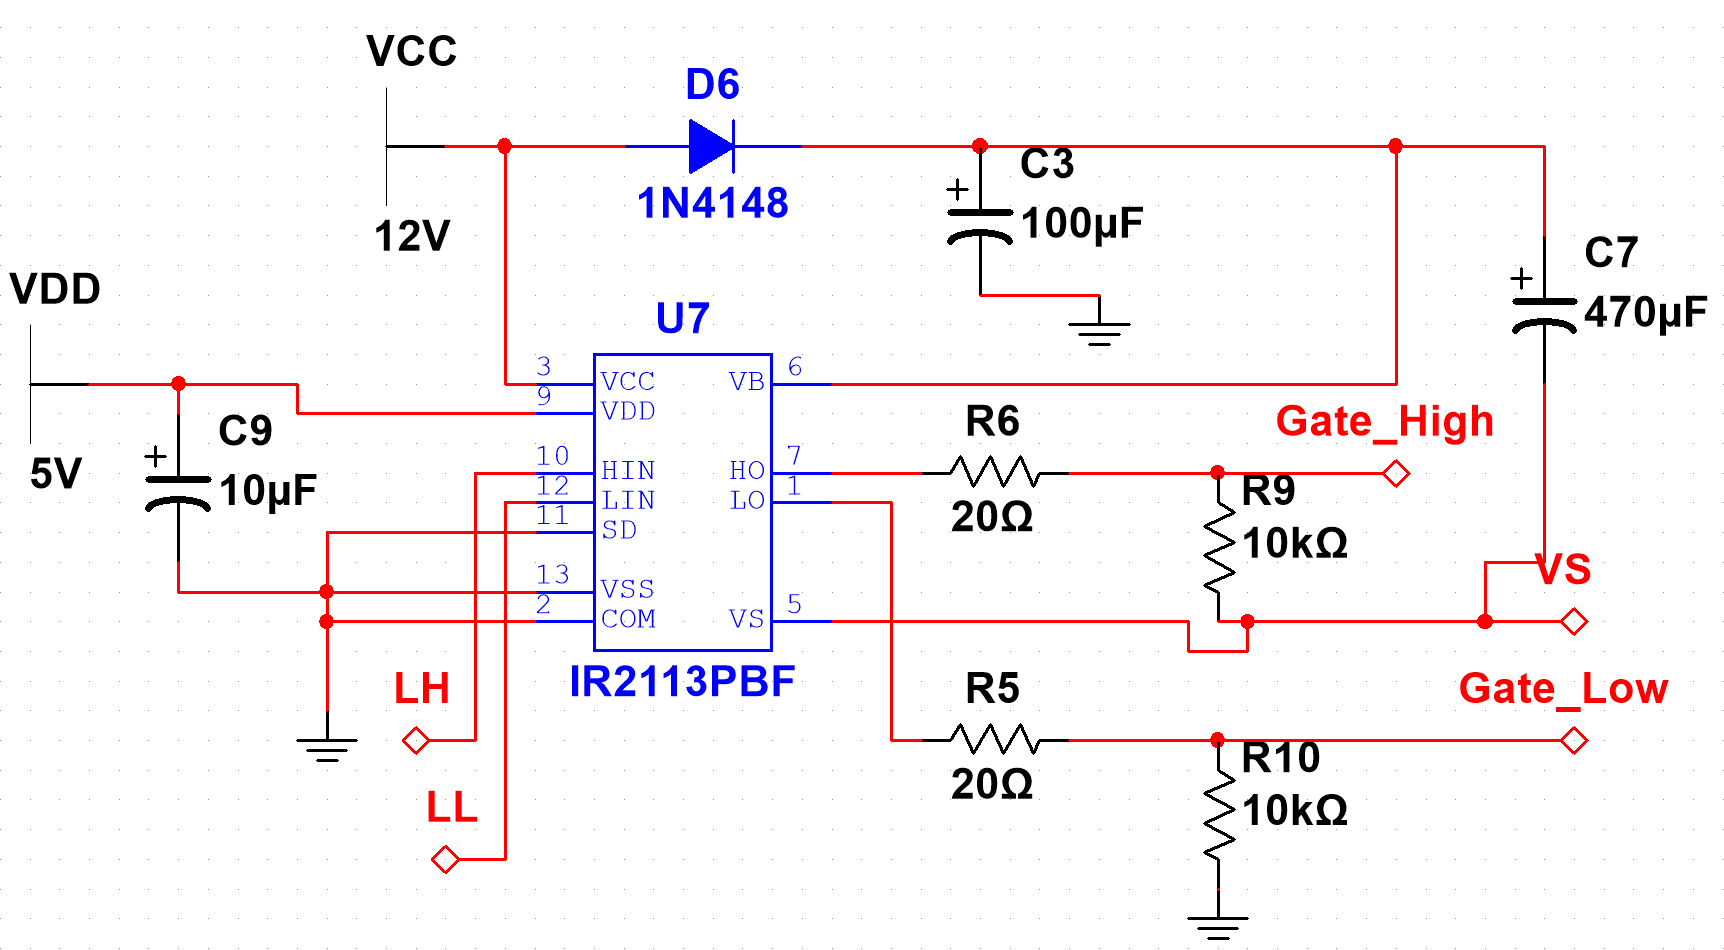 VCC
D6
1N4148
C3
100µF
12V
C7
470µF
VDD
U7
5V
C9
10µF
3
VCC
9
VDD
10
HIN
12
LIN
11
SD
13
VSS
2
COM
VB
6
HO
7
LO
1
VS
5
IR2113PBF
R6
20Ω
Gate_High
R9
10kΩ
VS
LH
LL
R5
20Ω
Gate_Low
R10
10kΩ